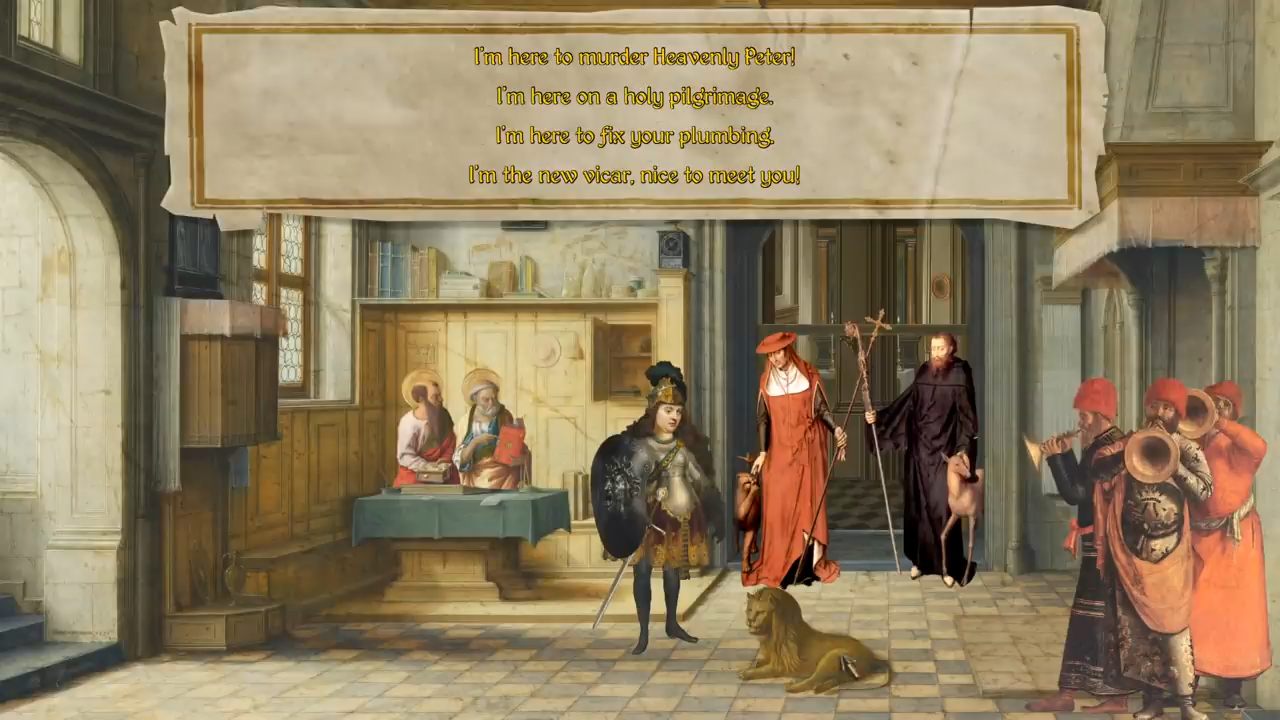 I'm here to murder Heavenly Peter!
I'm here on a holy pilgrimage.
I'm here to fix your plumbing.
I'm the new vicar, nice to meet you!